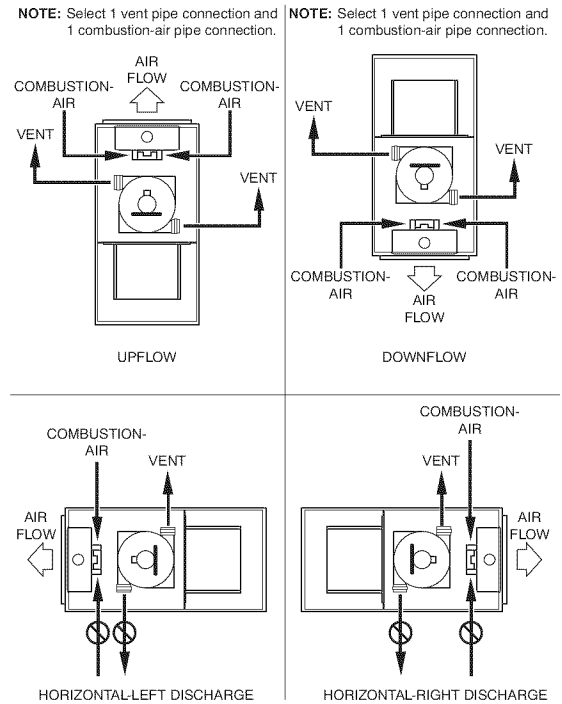 NOTE: Select 1 vent pipe connection and
1 combustion-air pipe connection.
AIR
FLOW
COMBUSTION-
AIR
COMBUSTION-
AIR
VENT
VENT
UPFLOW
NOTE: Select 1 vent pipe connection and
1 combustion-air pipe connection.
VENT
VENT
COMBUSTION-
AIR
COMBUSTION-
AIR
AIR
FLOW
DOWNFLOW
COMBUSTION-
AIR
VENT
AIR
FLOW
HORIZONTAL-LEFT DISCHARGE
COMBUSTION-
AIR
VENT
AIR
FLOW
HORIZONTAL-RIGHT DISCHARGE